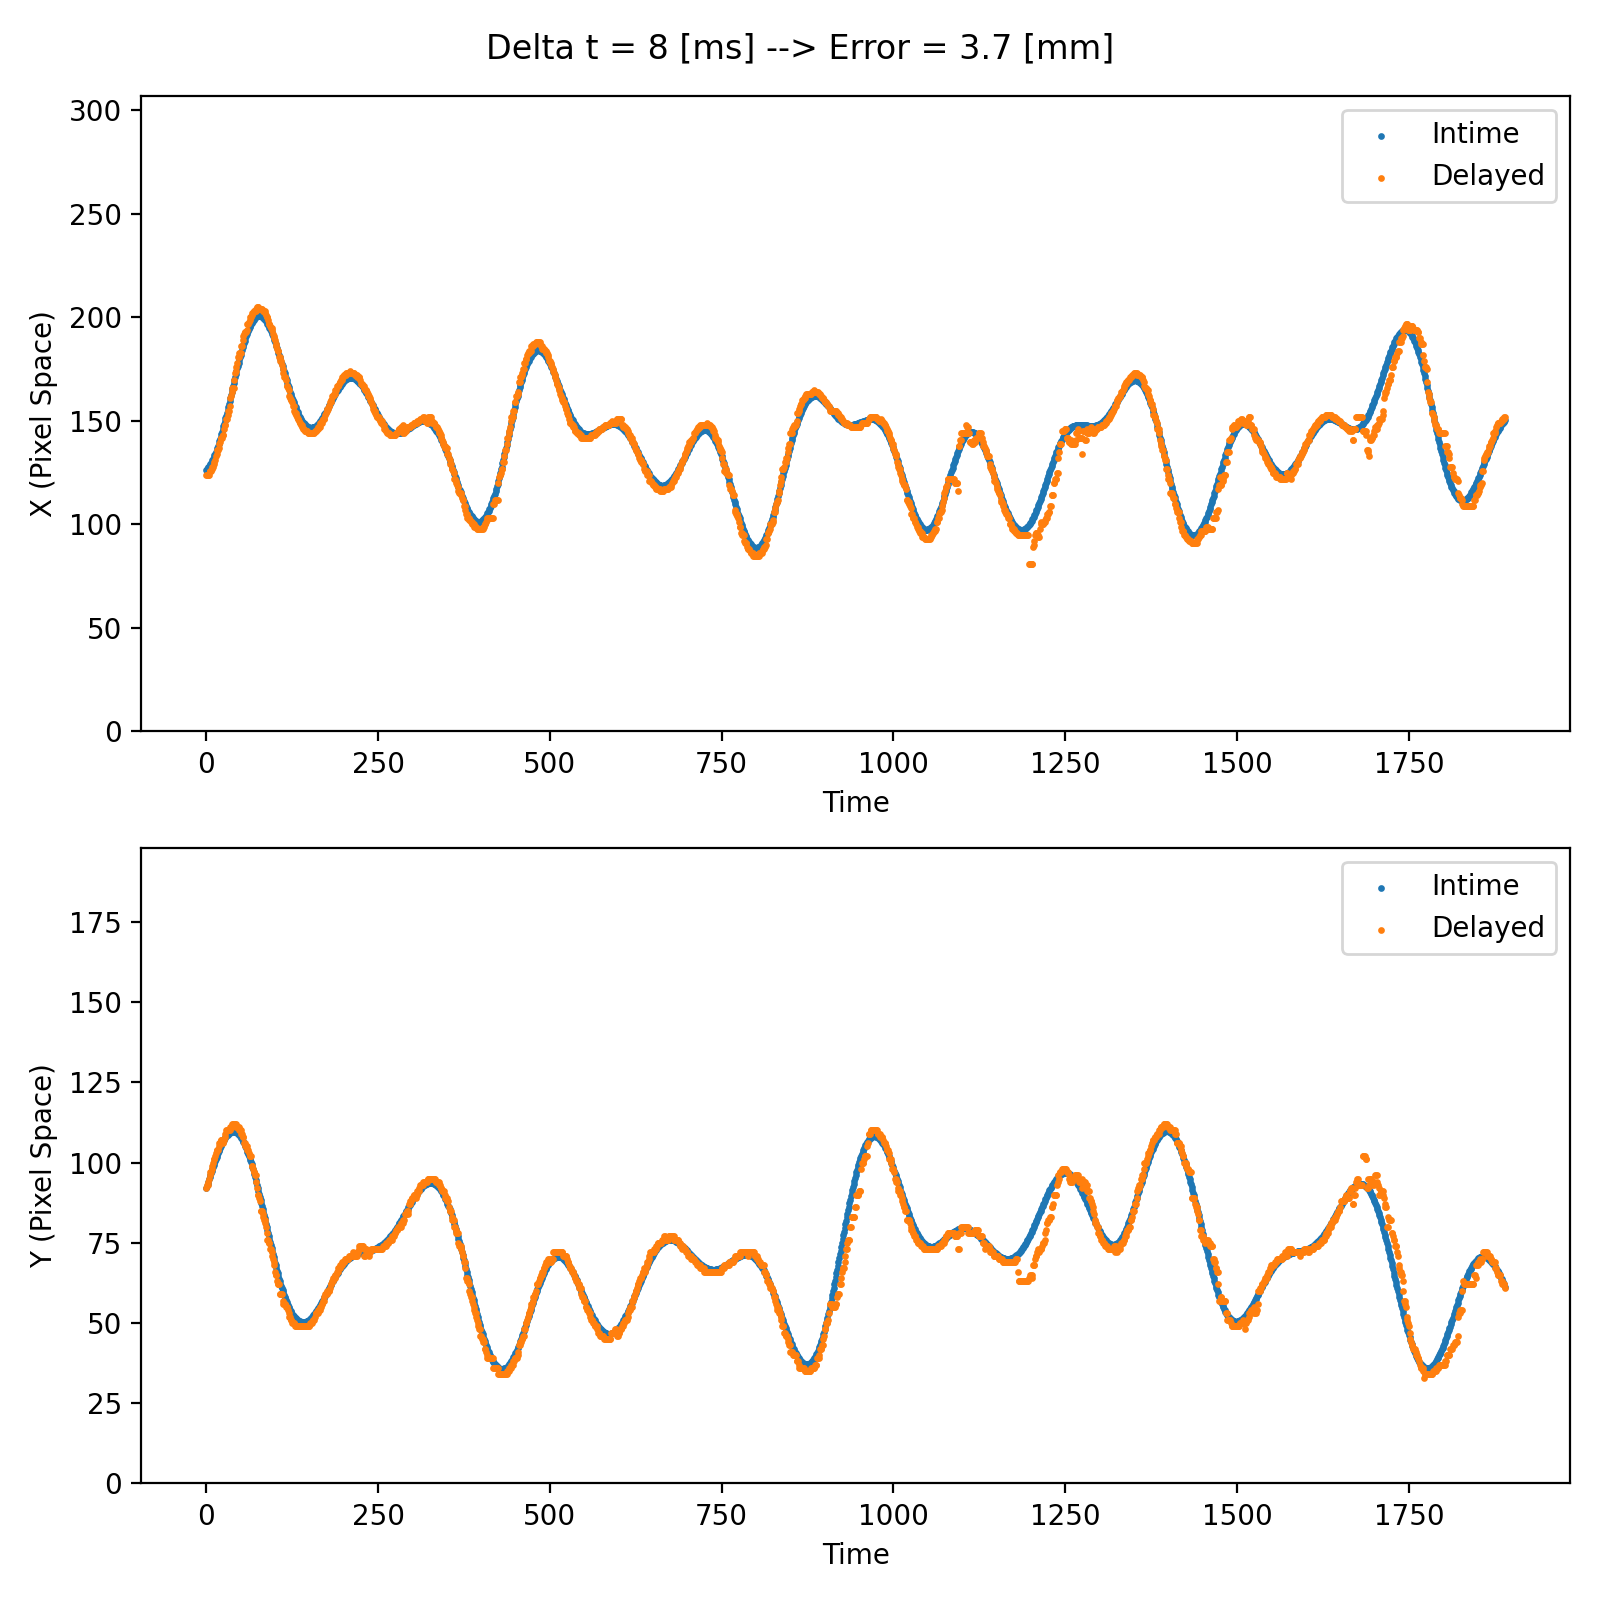 Delta t = 8 [ms] --> Error = 3.7 [mm]
300
250
200
150
100
50
0
X (Pixel Space)
Intime
Delayed
0 250 500 750 1000 1250 1500 1750
Time
175
150
125
100
75
50
25
0
Y (Pixel Space)
Intime
Delayed
0 250 500 750 1000 1250 1500 1750
Time